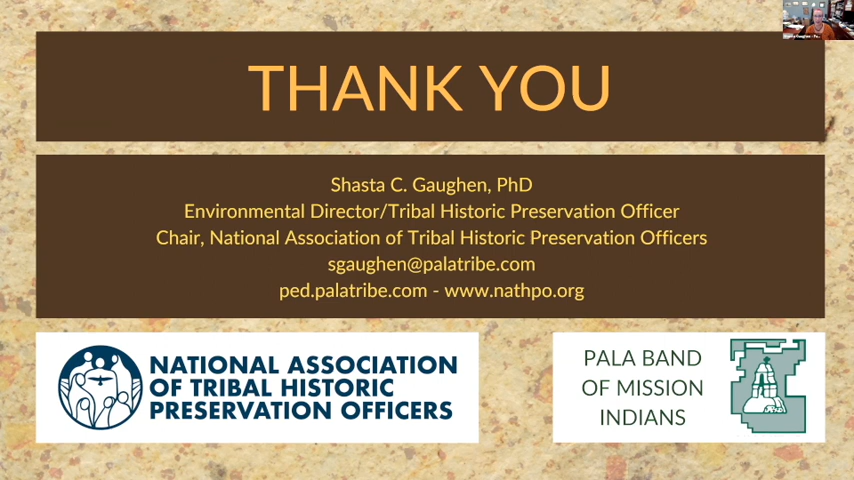 THANK YOU
Shasta C. Gaughen, PhD
Environmental Director/Tribal Historic Preservation Officer
Chair, National Association of Tribal Historic Preservation Officers
sgaughen@palatribe.com
ped.palatribe.com - www.nathpo.org
NATIONAL ASSOCIATION
OF TRIBAL HISTORIC
PRESERVATION OFFICERS
PALA BAND
OF MISSION
INDIANS